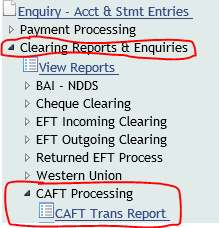 Enquiry - Acct & Stmt Entries
Payment Processing
Clearing Reports & Enquiries
View Reports
BAI - NDDS
Cheque Clearing
EFT Incoming Clearing
EFT Outgoing Clearing
Returned EFT Process
Western Union
CAFT Processing
CAFT Trans Report